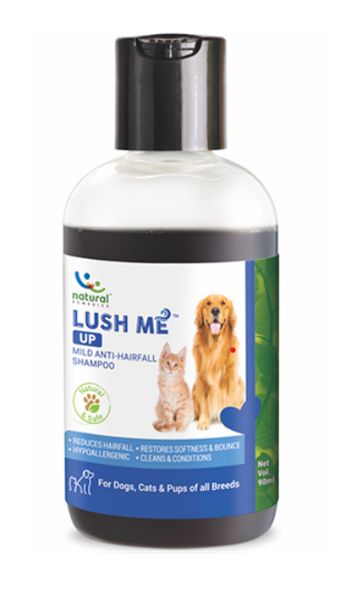 natural
REMEDIES
LUSH ME™
UP
MILD ANTI-HAIRFALL
SHAMPOO
Natural
& Safe
• REDUCES HAIRFALL • RESTORES SOFTNESS & BOUNCE
• HYPOALLERGENIC • CLEANS & CONDITIONS
For Dogs, Cats & Pups of all Breeds
Net
Vol.
90ml